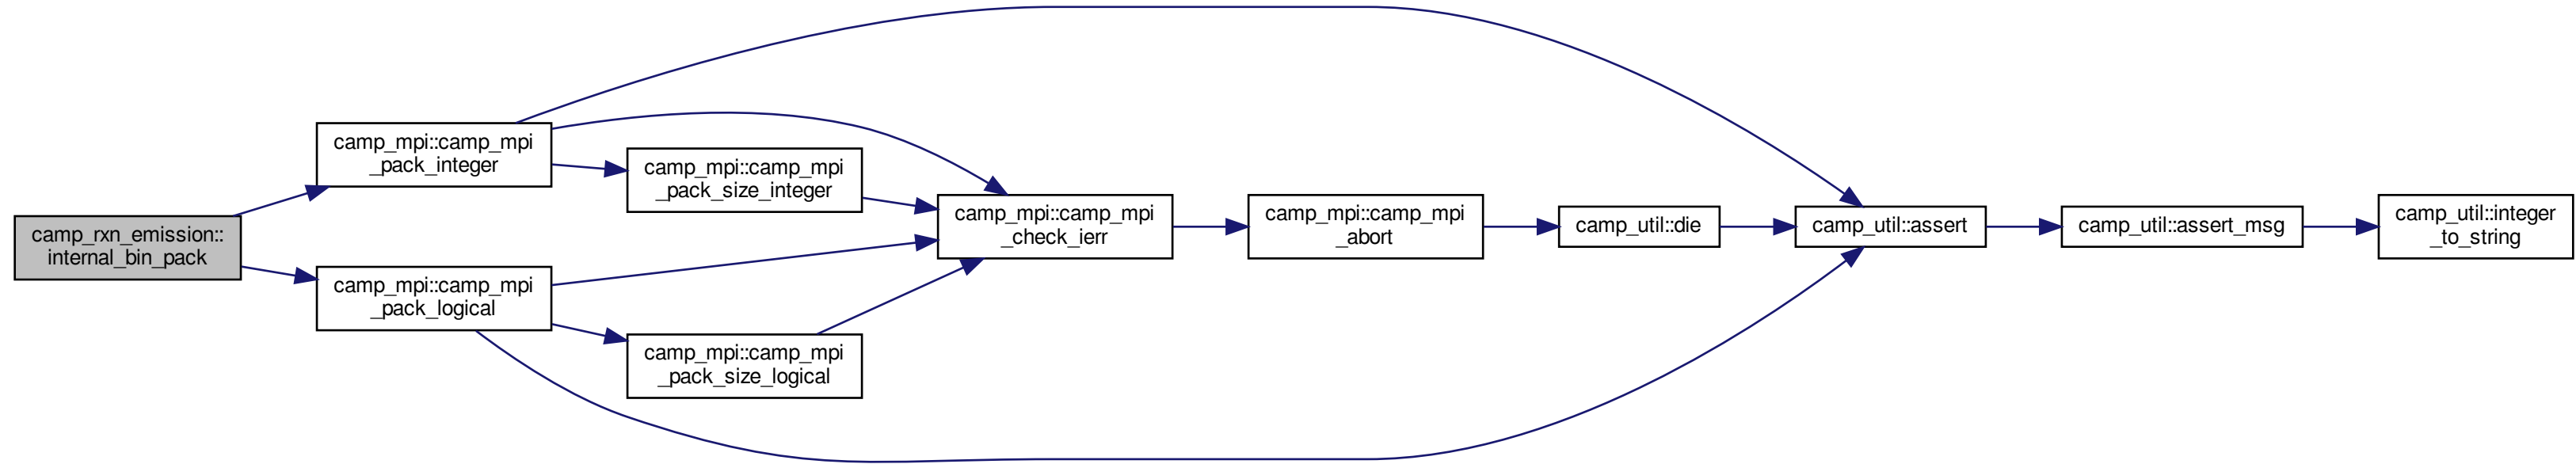 camp_rxn_emission::
internal_bin_pack
camp_mpi::camp_mpi
_pack_integer
camp_mpi::camp_mpi
_pack_logical
camp_mpi::camp_mpi
_pack_size_integer
camp_mpi::camp_mpi
_pack_size_logical
camp_mpi::camp_mpi
_check_ierr
camp_mpi::camp_mpi
_abort
camp_util::die
camp_util::assert
camp_util::assert_msg
camp_util::integer
_to_string